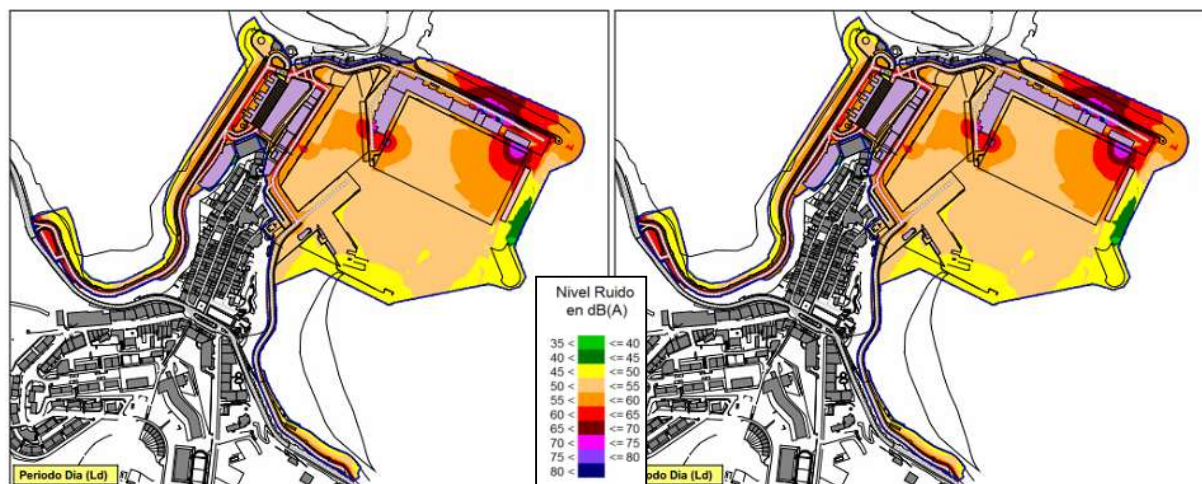 Nivel Ruido
en dB(A)
35 < <= 40
40 < <= 45
45 < <= 50
50 < <= 55
55 < <= 60
60 < <= 65
65 < <= 70
70 < <= 75
75 < <= 80
80 <
Periodo Dia (Ld)
odo Dia (Ld)